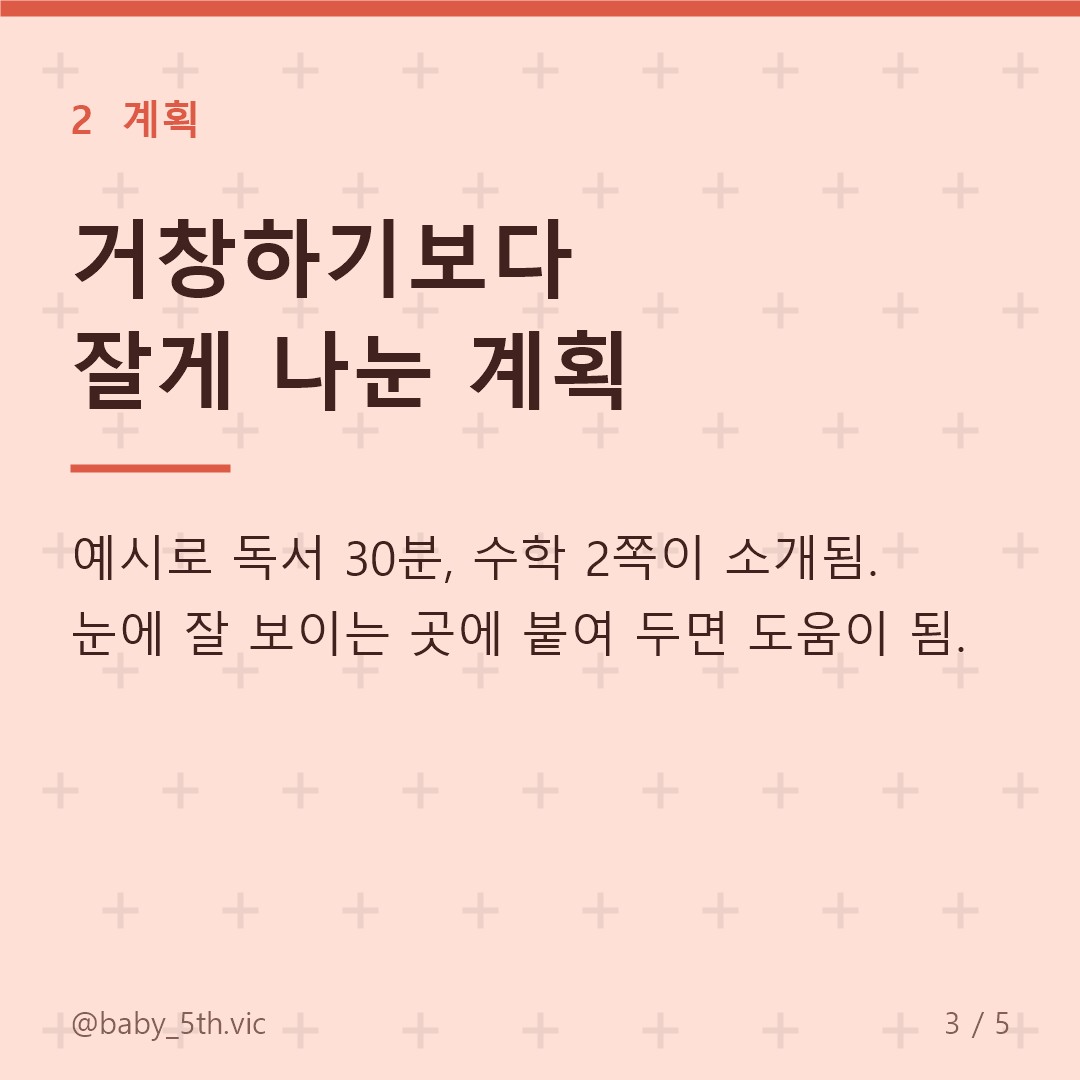 2 계획
거창하기보다
잘게 나눈 계획
예시로 독서 30분, 수학 2쪽이 소개됨.
눈에 잘 보이는 곳에 붙여 두면 도움이 됨.
@baby_5th.vic
3 / 5